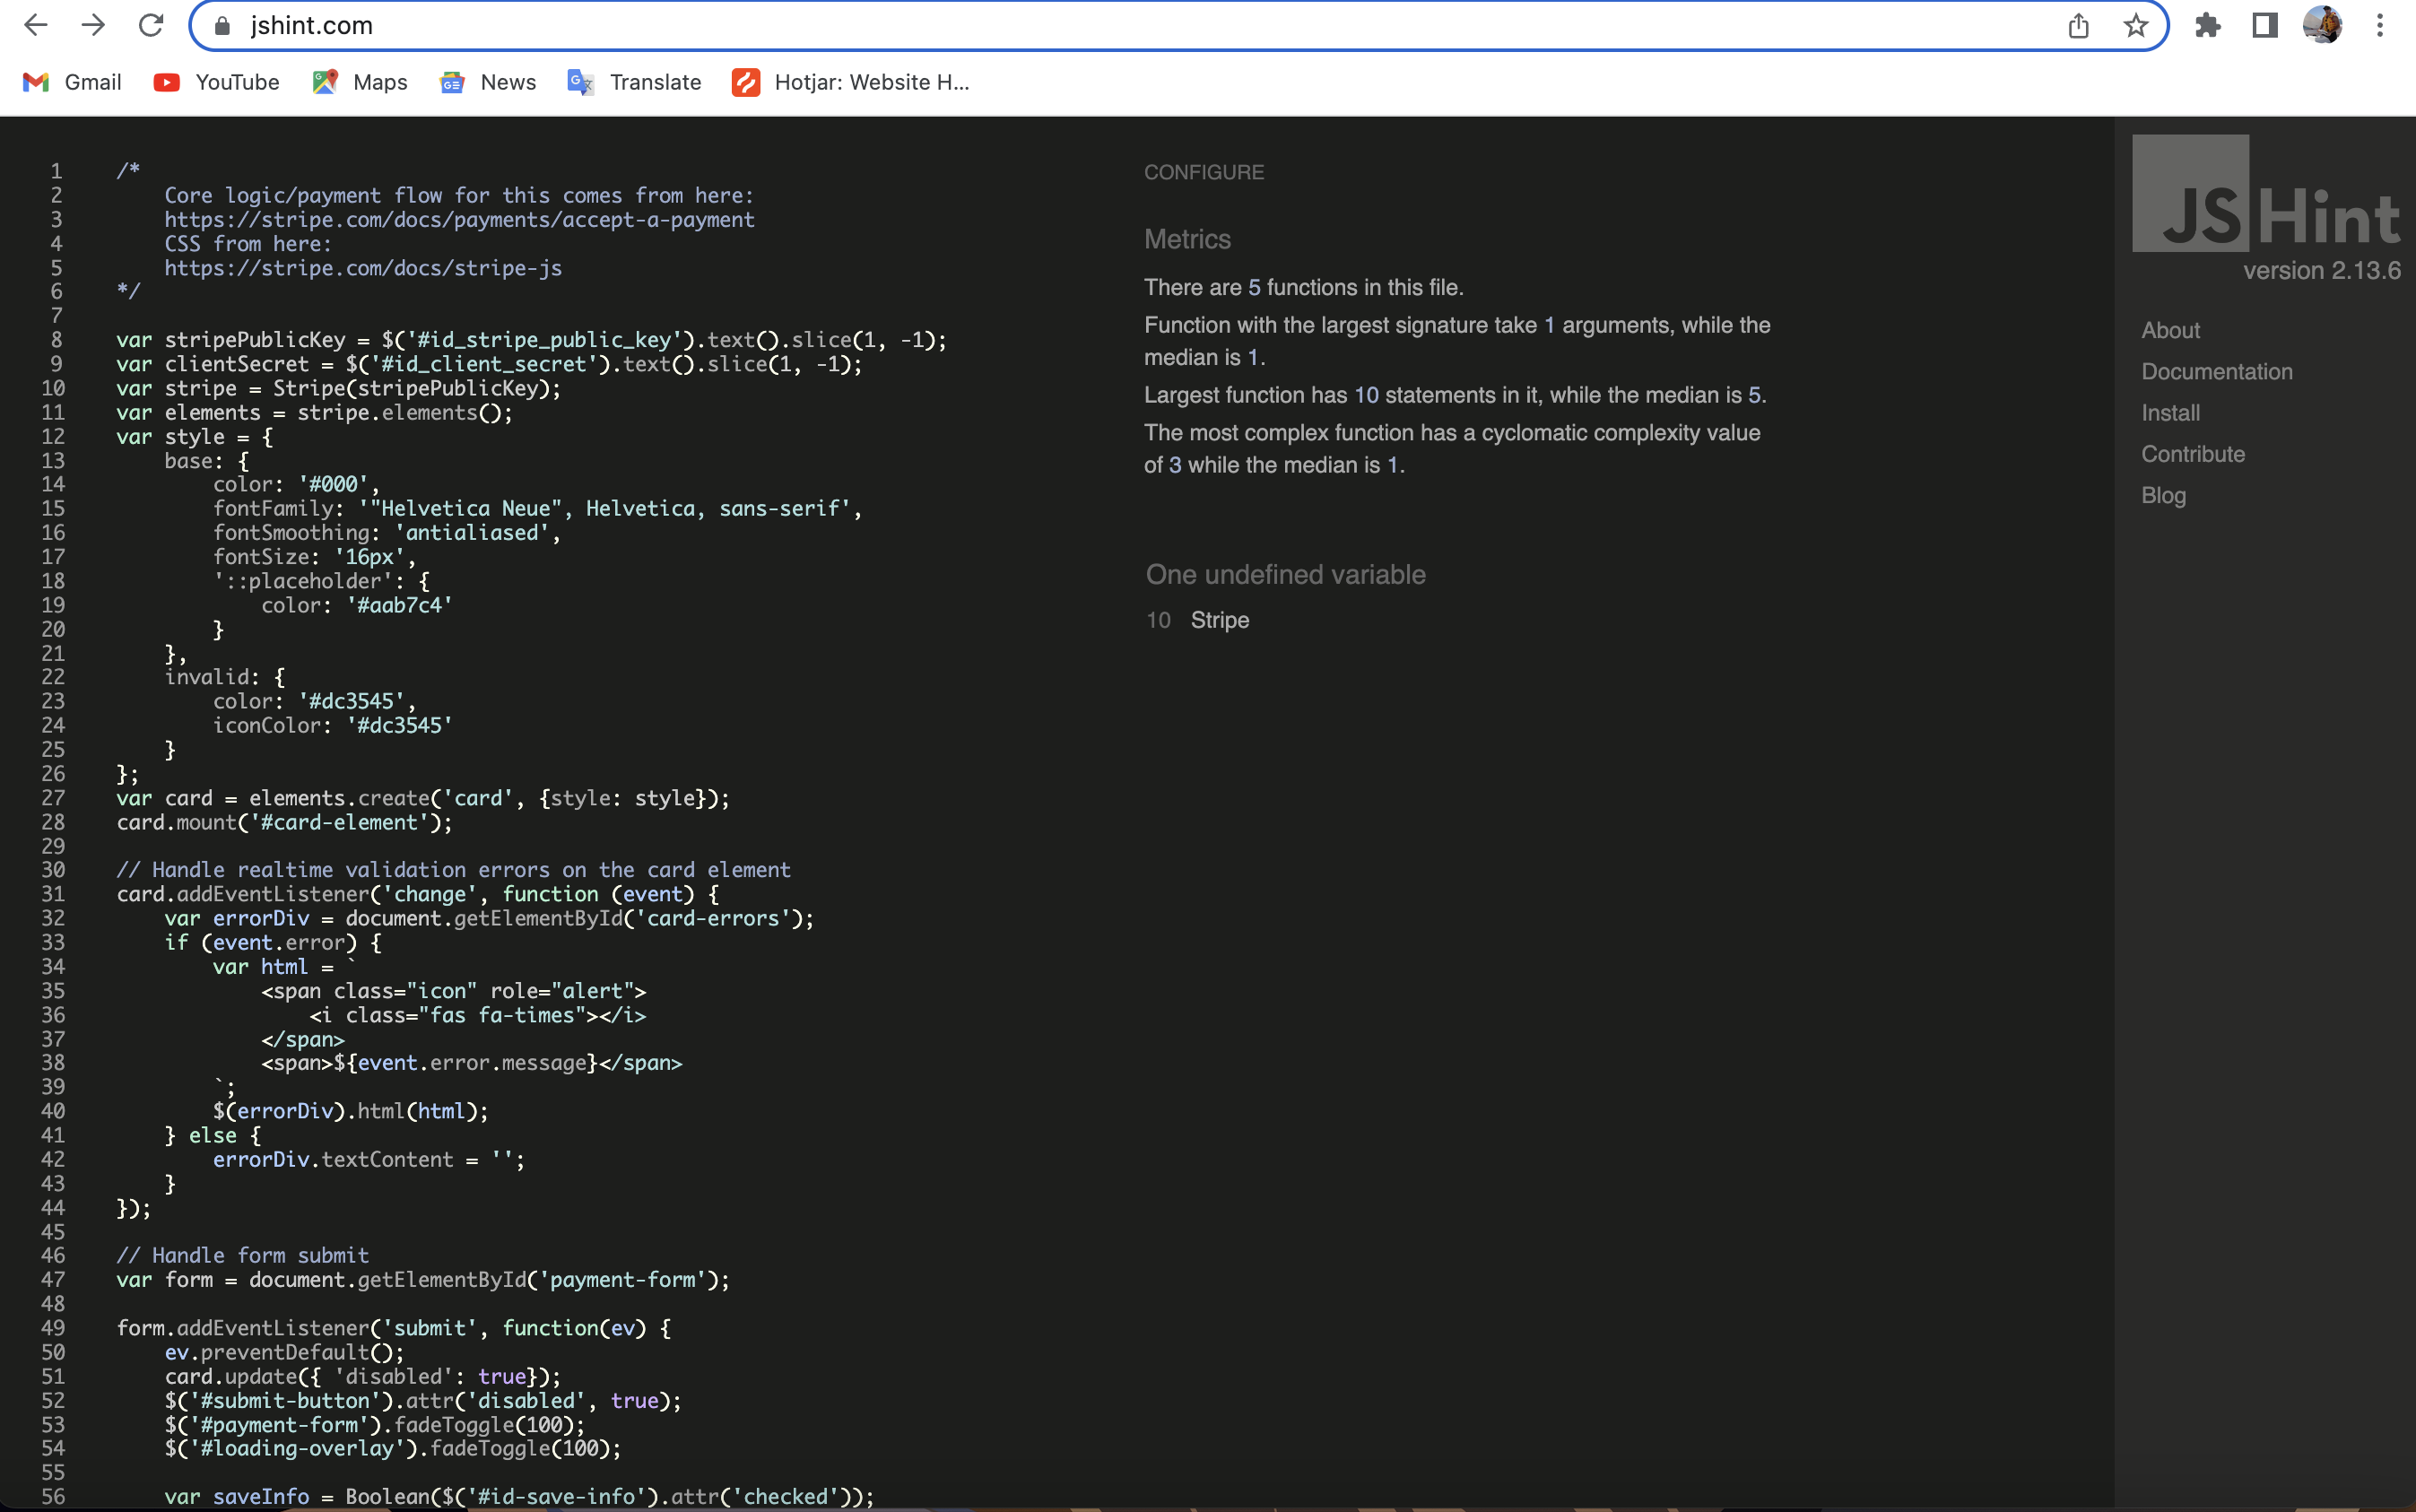 jshint.com
Gmail YouTube Maps News Translate Hotjar: Website H...
1 /*
2     Core logic/payment flow for this comes from here:
3     https://stripe.com/docs/payments/accept-a-payment
4     CSS from here:
5     https://stripe.com/docs/stripe-js
6 */
7
8 var stripePublicKey = $('#id_stripe_public_key').text().slice(1, -1);
9 var clientSecret = $('#id_client_secret').text().slice(1, -1);
10 var stripe = Stripe(stripePublicKey);
11 var elements = stripe.elements();
12 var style = {
13     base: {
14         color: '#000',
15         fontFamily: '"Helvetica Neue", Helvetica, sans-serif',
16         fontSmoothing: 'antialiased',
17         fontSize: '16px',
18         '::placeholder': {
19             color: '#aab7c4'
20         }
21     },
22     invalid: {
23         color: '#dc3545',
24         iconColor: '#dc3545'
25     }
26 };
27 var card = elements.create('card', {style: style});
28 card.mount('#card-element');
29
30 // Handle realtime validation errors on the card element
31 card.addEventListener('change', function (event) {
32     var errorDiv = document.getElementById('card-errors');
33     if (event.error) {
34         var html = `
35             <span class="icon" role="alert">
36                 <i class="fas fa-times"></i>
37             </span>
38             <span>${event.error.message}</span>
39         `;
40         $(errorDiv).html(html);
41     } else {
42         errorDiv.textContent = '';
43     }
44 });
45
46 // Handle form submit
47 var form = document.getElementById('payment-form');
48
49 form.addEventListener('submit', function(ev) {
50     ev.preventDefault();
51     card.update({ 'disabled': true});
52     $('#submit-button').attr('disabled', true);
53     $('#payment-form').fadeToggle(100);
54     $('#loading-overlay').fadeToggle(100);
55
56     var saveInfo = Boolean($('#id-save-info').attr('checked'));
CONFIGURE
Metrics
There are 5 functions in this file.
Function with the largest signature take 1 arguments, while the
median is 1.
Largest function has 10 statements in it, while the median is 5.
The most complex function has a cyclomatic complexity value
of 3 while the median is 1.
One undefined variable
10 Stripe
JSHint
version 2.13.6
About
Documentation
Install
Contribute
Blog